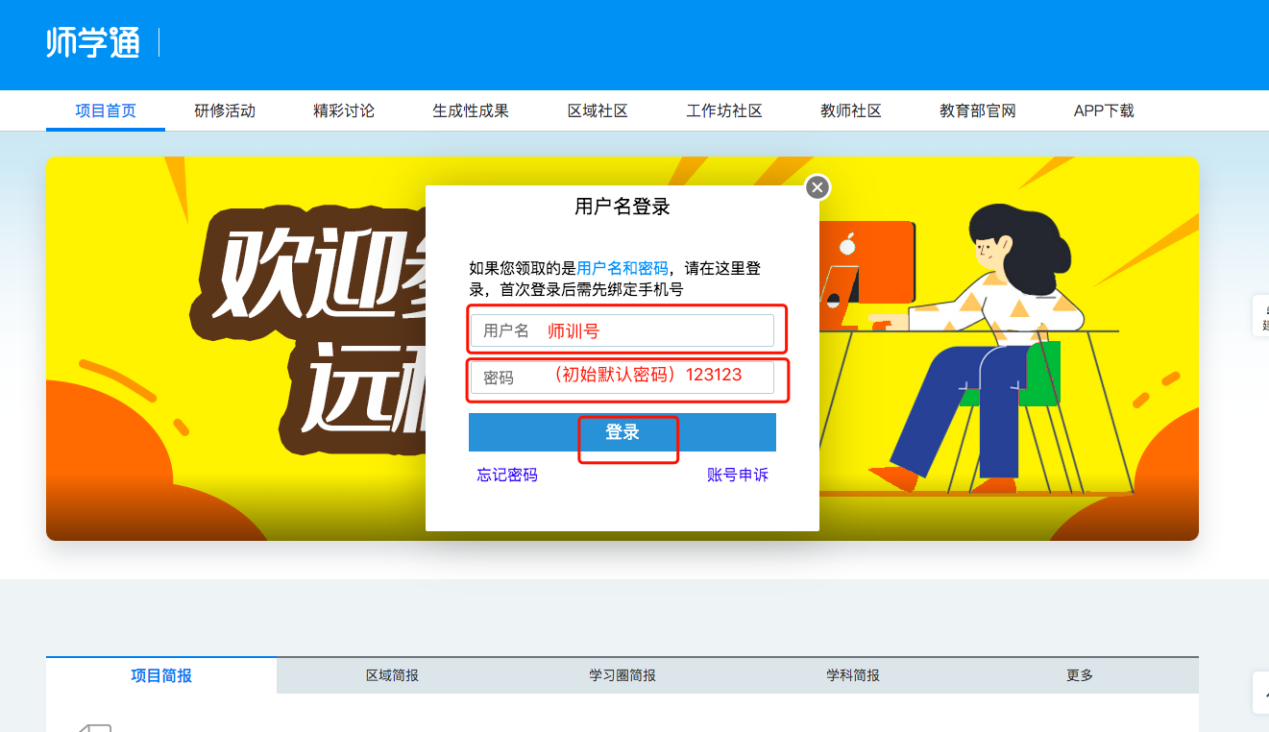 师学通
项目首页 研修活动 精彩讨论 生成性成果 区域社区 工作坊社区 教师社区 教育部官网 APP下载
欢迎
远程
用户名登录
如果您领取的是用户名和密码，请在这里登
录，首次登录后需先绑定手机号
用户名 师训号
密码 （初始默认密码）123123
登录
忘记密码 账号申诉
项目简报 区域简报 学习圈简报 学科简报 更多